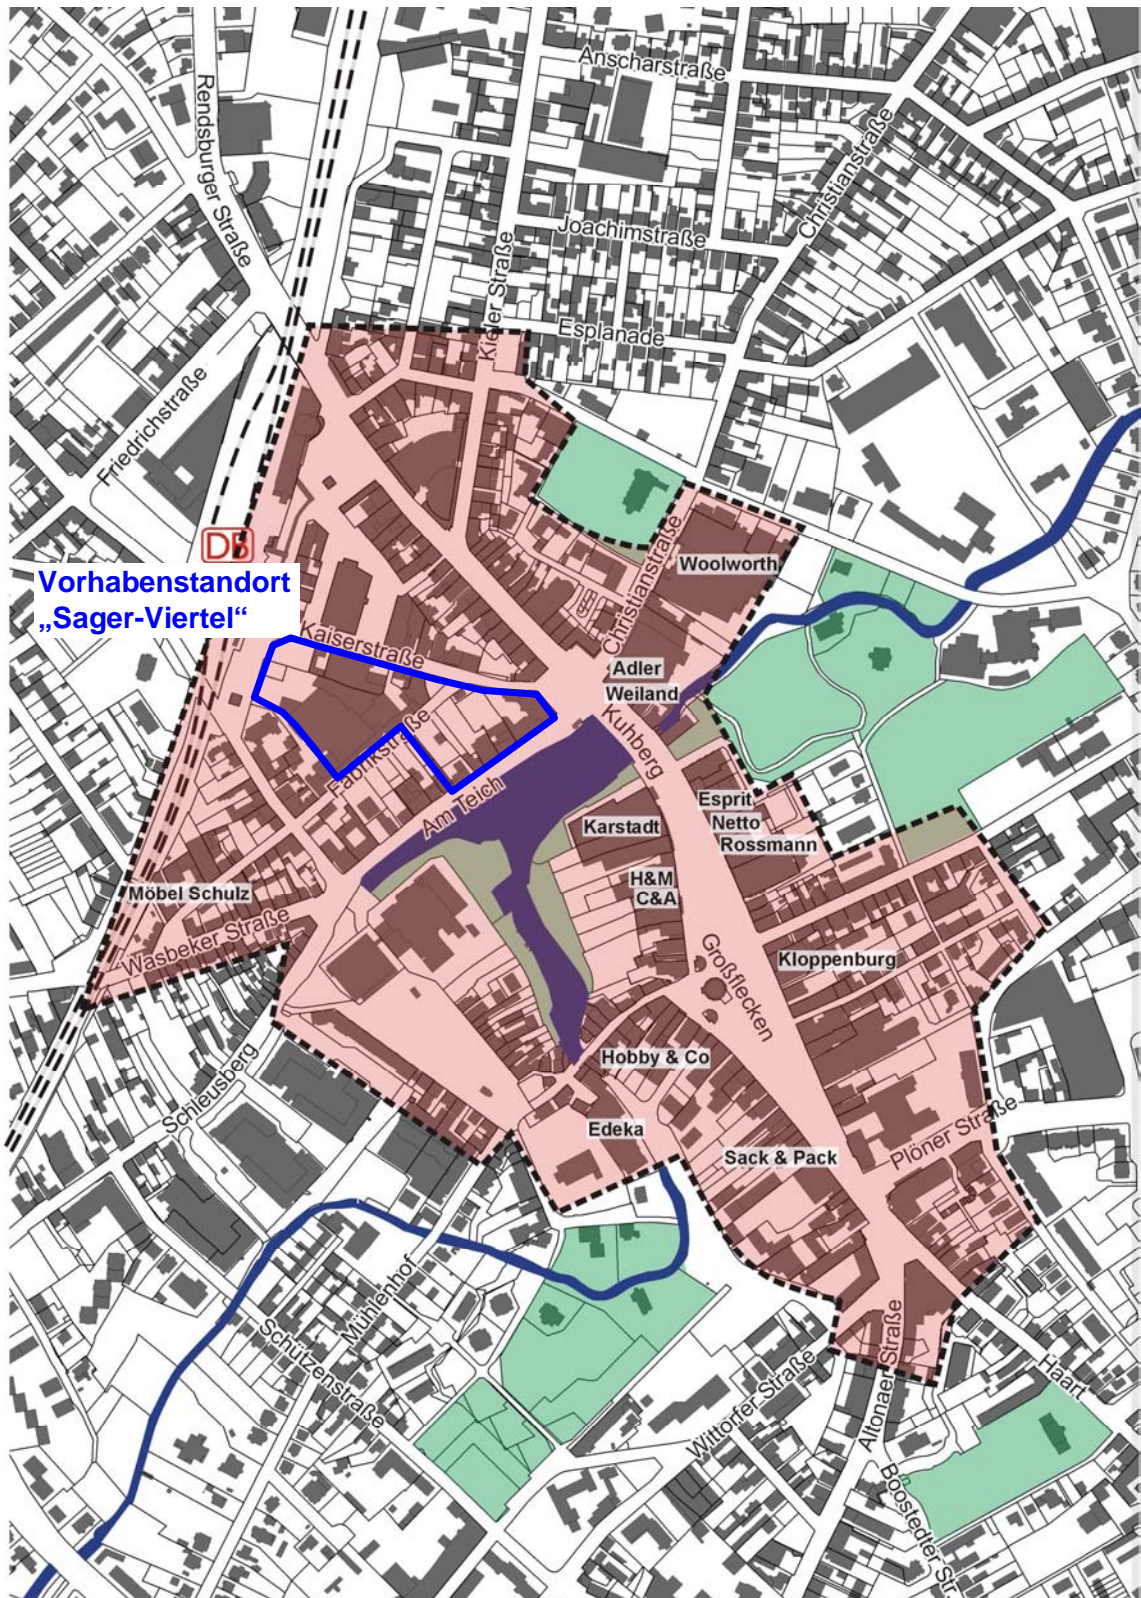 Anscharstraße
Rendsburger Straße
Christianstraße
Joachimstraße
Kieler Straße
Esplanade
Friedrichstraße
DB
Woolworth
Vorhabenstandort
„Sager-Viertel“
Christianstraße
Kaiserstraße
Adler
Weiland
Kuhberg
Fabrikstraße
Am Teich
Esprit
Netto
Rossmann
Karstadt
H&M
C&A
Möbel Schulz
Wasbeker Straße
Großflecken
Kloppenburg
Hobby & Co
Schleusberg
Edeka
Plöner Straße
Sack & Pack
Mühlenhof
Schützenstraße
Altonaer Straße
Wittorfer Straße
Haart
Boostedter Str.